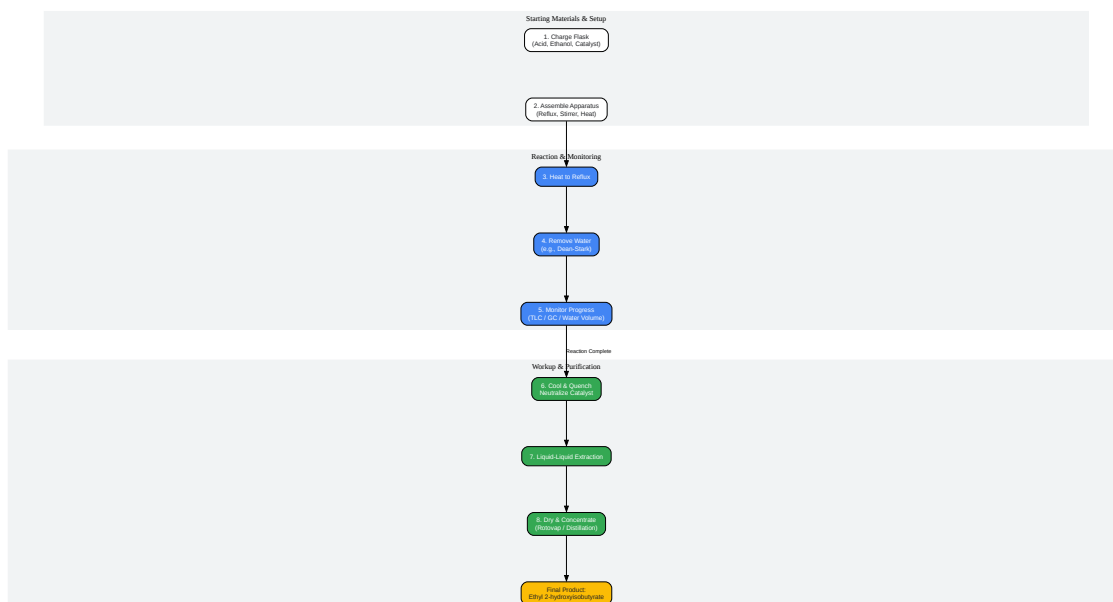 Starting Materials & Setup
1. Charge Flask
(Acid, Ethanol, Catalyst)
2. Assemble Apparatus
(Reflux, Stirrer, Heat)
Reaction & Monitoring
3. Heat to Reflux
4. Remove Water
(e.g., Dean-Stark)
5. Monitor Progress
(TLC / GC / Water Volume)
Reaction Complete
Workup & Purification
6. Cool & Quench
Neutralize Catalyst
7. Liquid-Liquid Extraction
8. Dry & Concentrate
(Rotovap / Distillation)
Final Product:
Ethyl 2-hydroxyisobutyrate